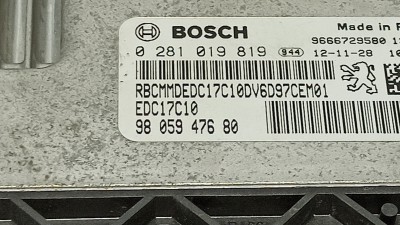 BOSCH
Made in
0 281 019 819 944
9666729580
12-11-28
RBCMMDEDC17C10DV6D97CEM01
EDC17C10
98 059 476 80